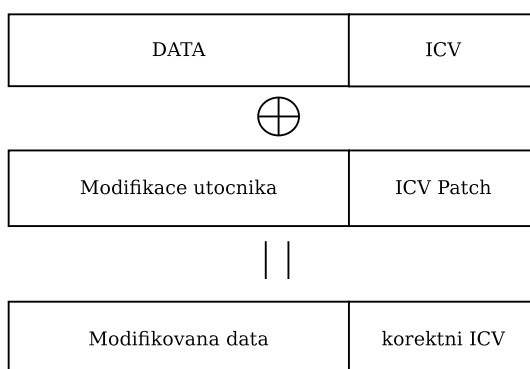 DATA ICV
Modifikace utocnika ICV Patch
Modifikovana data korektni ICV